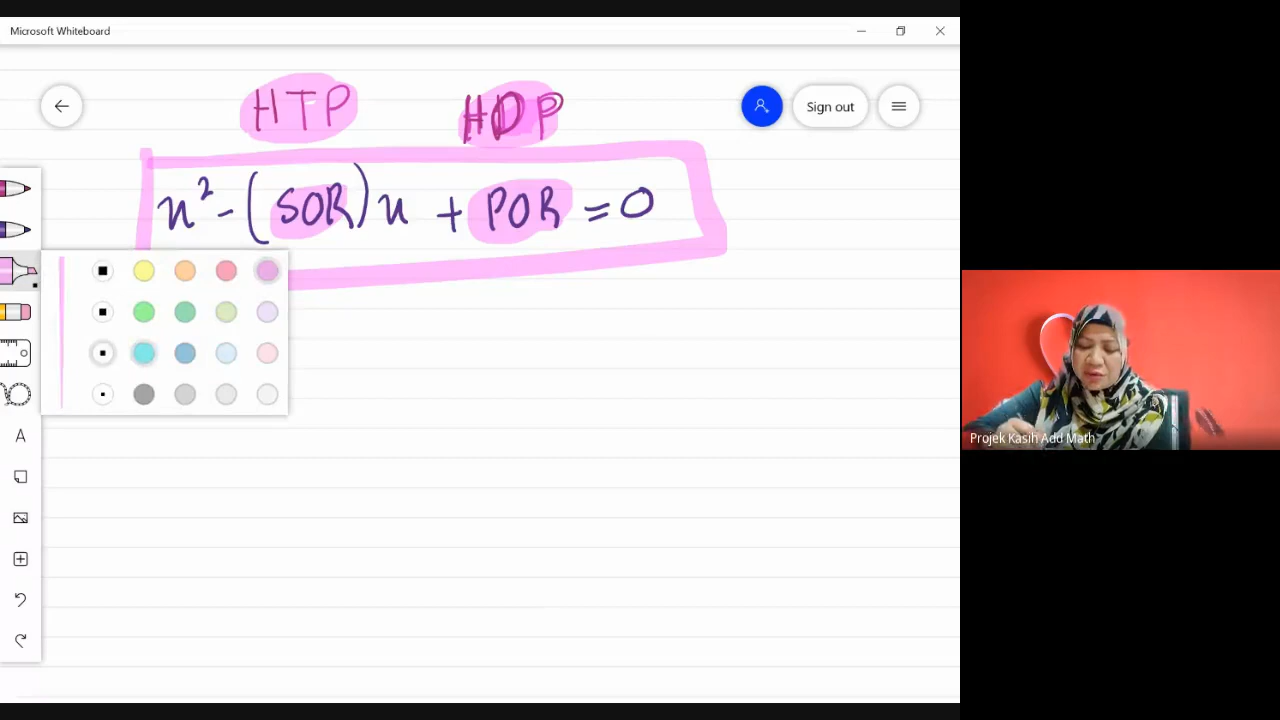 Microsoft Whiteboard
HTP HDP
Sign out
x² - (SOR)x + POR = 0
A
Projek Kasih Add Math